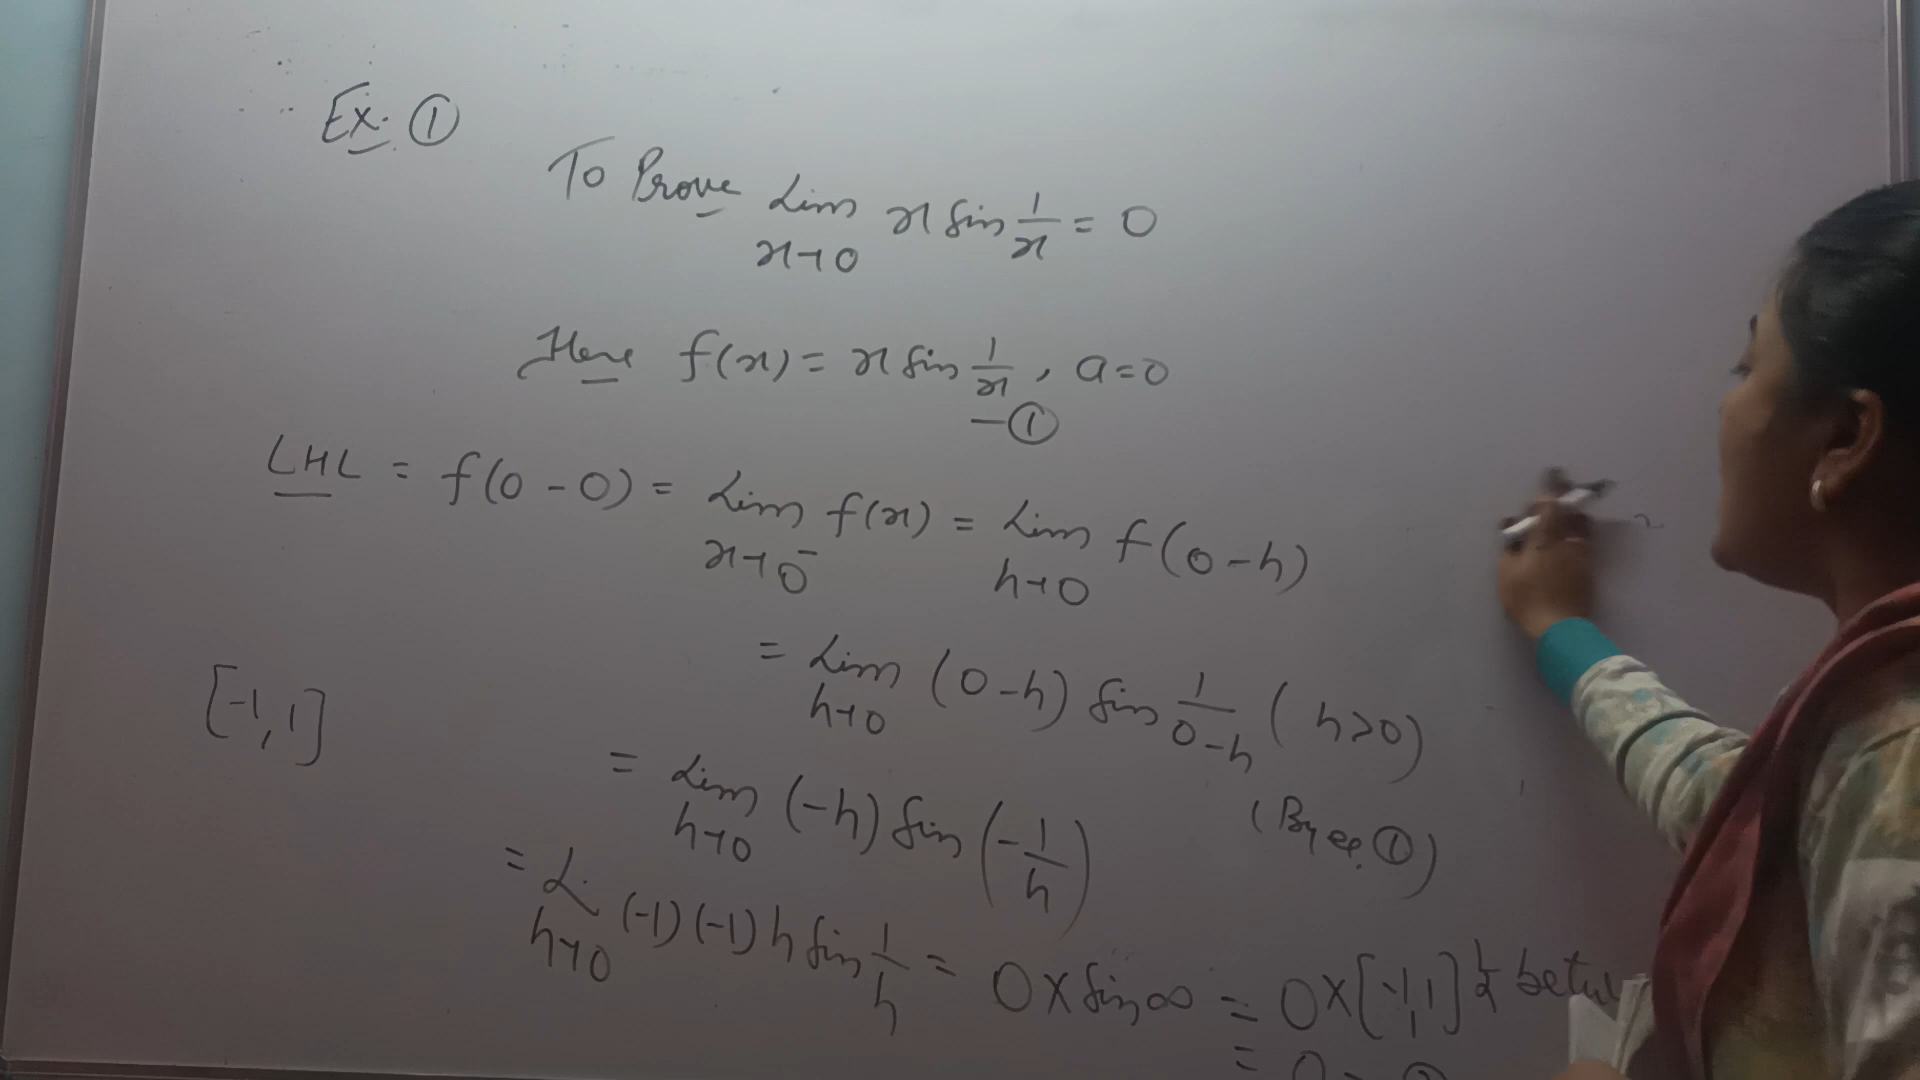 Ex. ①
To Prove Lim x→0 x sin 1/x = 0
Here f(x) = x sin 1/x , a=0
— ①
LHL = f(0-0) = Lim x→0⁻ f(x) = Lim h→0 f(0-h)
= Lim h→0 (0-h) sin 1/(0-h) (h>0)
[-1,1]
= Lim h→0 (-h) sin (-1/h) (By eq. ①)
= L. h→0 (-1)(-1) h sin 1/h = 0 × sin ∞ = 0×[-1,1]
= 0